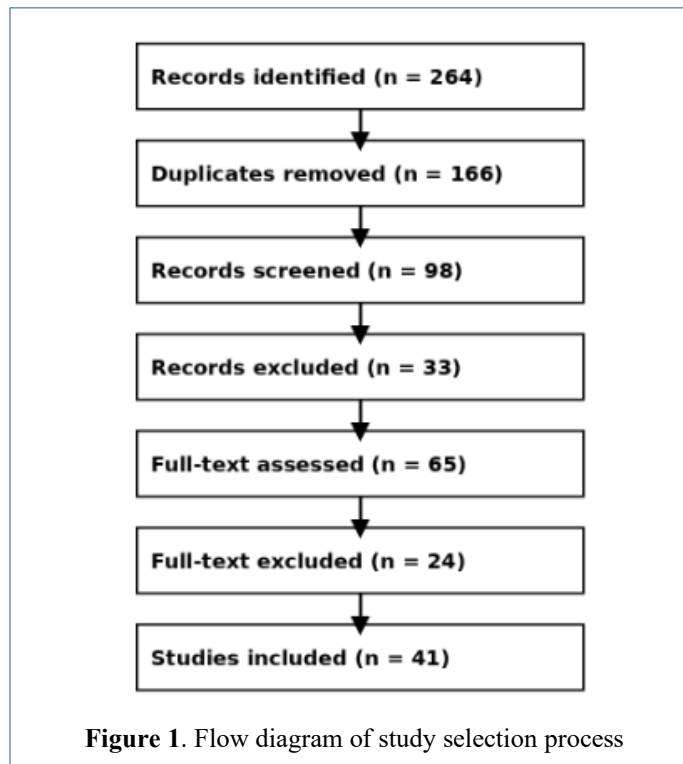 Records identified (n = 264)
Duplicates removed (n = 166)
Records screened (n = 98)
Records excluded (n = 33)
Full-text assessed (n = 65)
Full-text excluded (n = 24)
Studies included (n = 41)
Figure 1. Flow diagram of study selection process